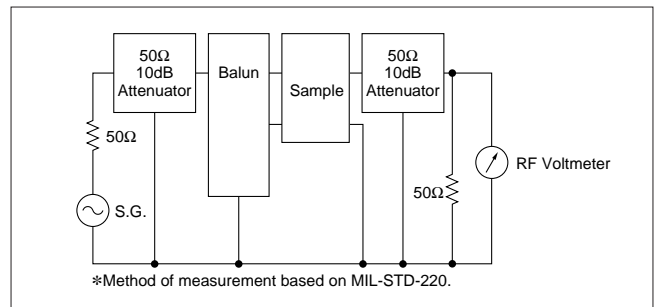 50Ω
10dB
Attenuator
Balun
Sample
50Ω
10dB
Attenuator
50Ω
S.G.
50Ω
RF Voltmeter
*Method of measurement based on MIL-STD-220.